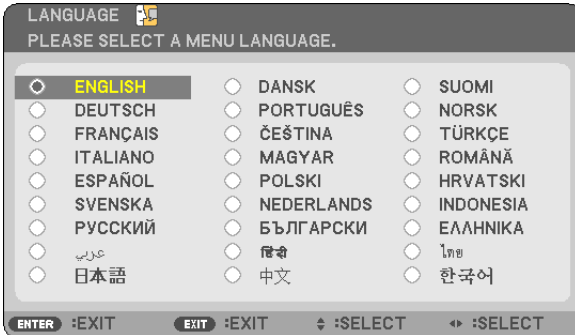 LANGUAGE
PLEASE SELECT A MENU LANGUAGE.
ENGLISH DANSK SUOMI
DEUTSCH PORTUGUÊS NORSK
FRANÇAIS ČEŠTINA TÜRKÇE
ITALIANO MAGYAR ROMÂNĂ
ESPAÑOL POLSKI HRVATSKI
SVENSKA NEDERLANDS INDONESIA
РУССКИЙ БЪЛГАРСКИ ΕΛΛΗΝΙΚΑ
عربي हिंदी ไทย
日本語 中文 한국어
ENTER :EXIT EXIT :EXIT :SELECT :SELECT